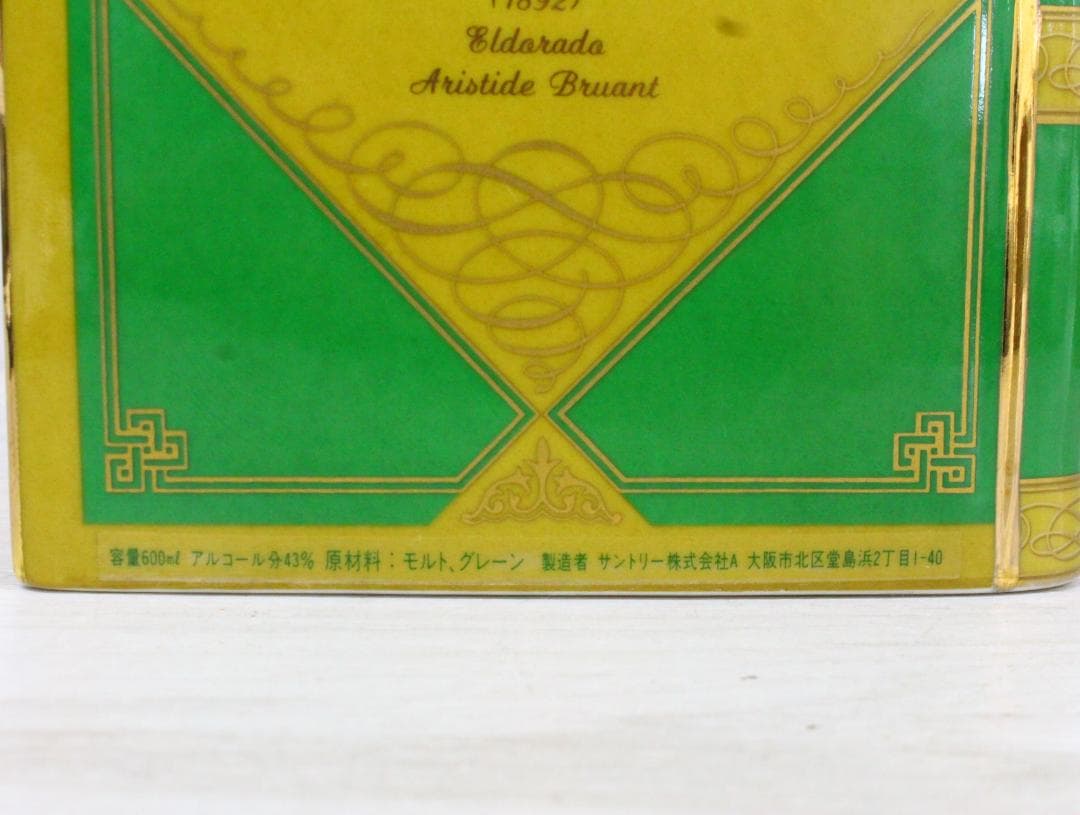 (1892)
Eldorado
Aristide Bruant
容量600ml アルコール分43% 原材料：モルト、グレーン 製造者 サントリー株式会社A 大阪市北区堂島浜2丁目1-40